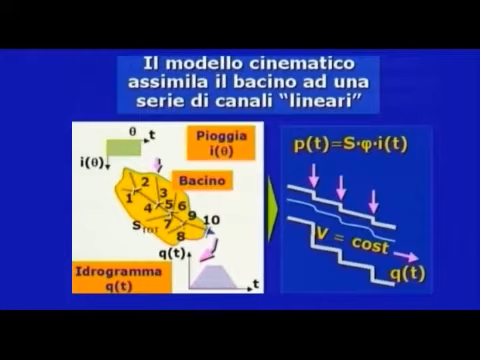 Il modello cinematico
assimila il bacino ad una
serie di canali “lineari”
θ
t
i(θ)
Pioggia
i(θ)
Bacino
1
2
3
4
5
6
7
8
9
10
S
q(t)
t
Idrogramma
q(t)
p(t)=S·φ·i(t)
V = cost
q(t)